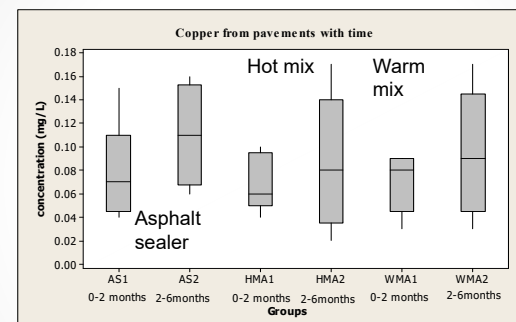 Copper from pavements with time
Hot mix
Warm
mix
Asphalt
sealer
concentration (mg/L)
0.18
0.16
0.14
0.12
0.10
0.08
0.06
0.04
0.02
0.00
AS1 AS2 HMA1 HMA2 WMA1 WMA2
0-2 months 2-6months 0-2 months 2-6months 0-2 months 2-6months
Groups